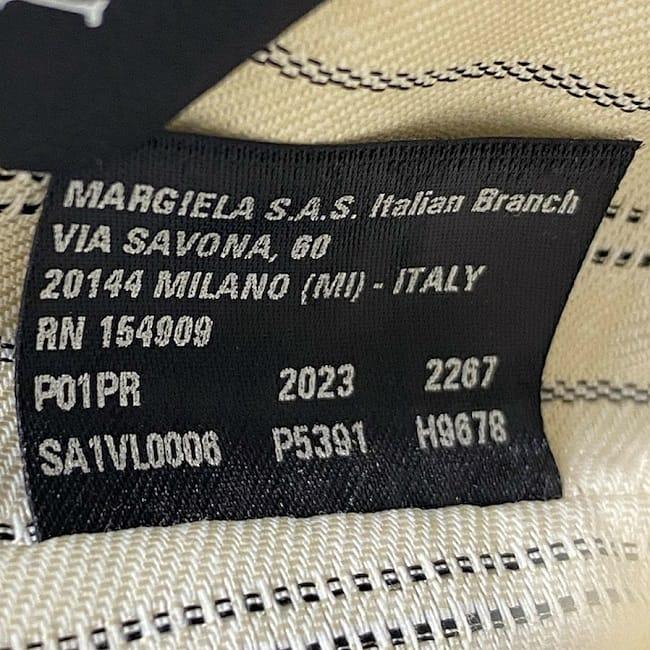 MARGIELA S.A.S. Italian Branch
VIA SAVONA, 60
20144 MILANO (MI) - ITALY
RN 154909
P01PR 2023 2267
SA1VL0006 P5391 H9678